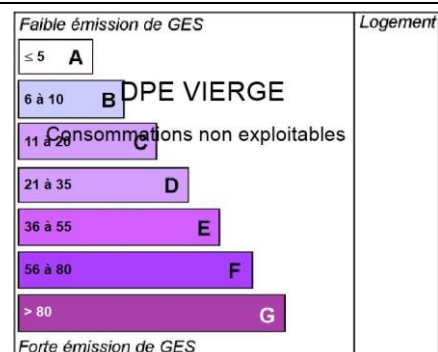 Faible émission de GES
Logement
≤ 5 A
6 à 10 B
DPE VIERGE
11 à 20 C
Consommations non exploitables
21 à 35 D
36 à 55 E
56 à 80 F
> 80 G
Forte émission de GES